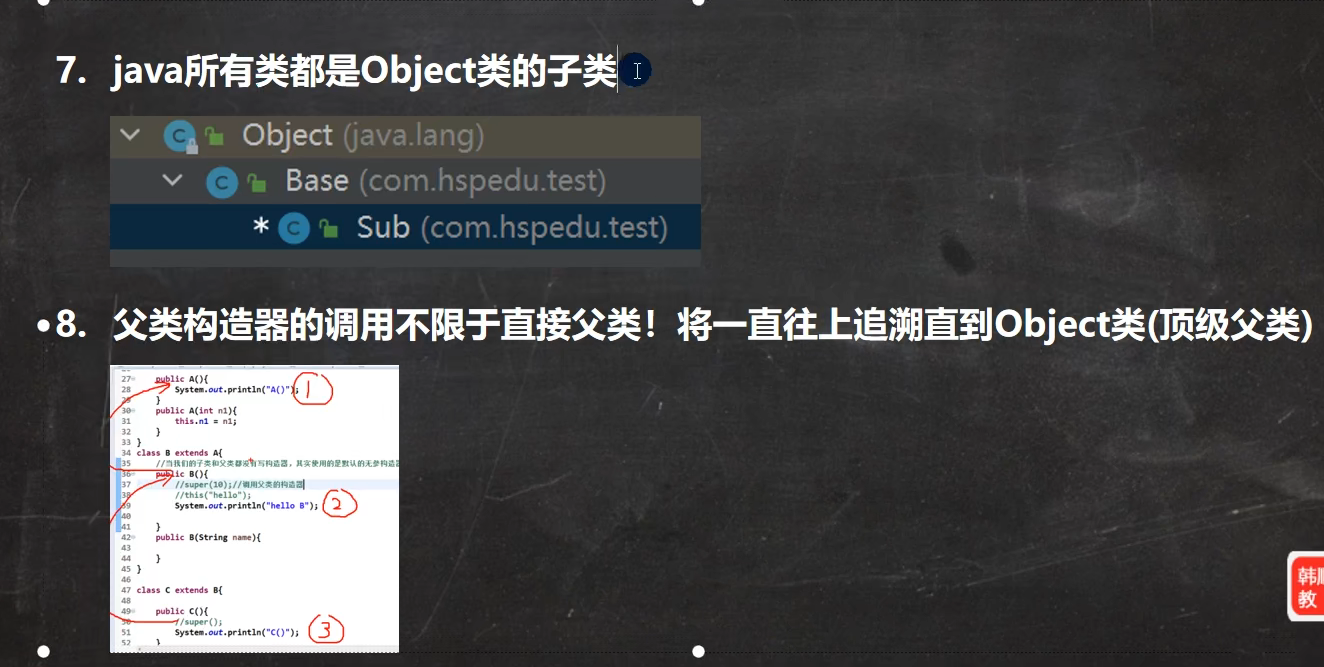 7. java所有类都是Object类的子类
Object (java.lang)
Base (com.hspedu.test)
* Sub (com.hspedu.test)
•8. 父类构造器的调用不限于直接父类！将一直往上追溯直到Object类(顶级父类)
27 public A(){
28 System.out.println("A()"); 1
29 }
30 public A(int n1){
31 this.n1 = n1;
32 }
33 }
34 class B extends A{
35 //当我们的子类和父类都没有写构造器，其实使用的是默认的无参构造器
36 public B(){
37 //super(10);//调用父类的构造器
38 //this("hello");
39 System.out.println("hello B"); 2
40
41 }
42 public B(String name){
43
44 }
45 }
46
47 class C extends B{
48
49 public C(){
50 //super();
51 System.out.println("C()"); 3
52 }
韩顺
教